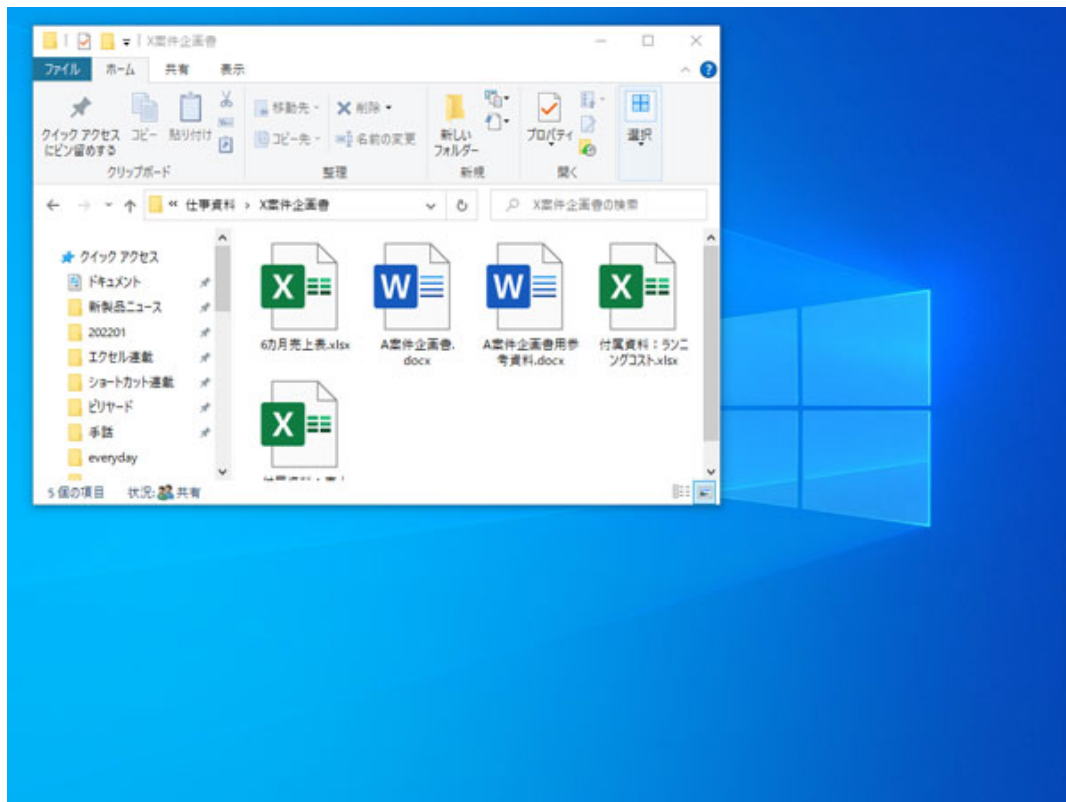 X案件企画書
ファイル ホーム 共有 表示
クイック アクセス
にピン留めする
コピー 貼り付け
移動先 削除
コピー先 名前の変更
新しい
フォルダー
プロパティ
選択
クリップボード 整理 新規 開く
« 仕事資料 › X案件企画書
X案件企画書の検索
クイック アクセス
ドキュメント
新製品ニュース
202201
エクセル連載
ショートカット連載
ビリヤード
手話
everyday
6カ月売上表.xlsx
A案件企画書.
docx
A案件企画書用参
考資料.docx
付属資料：ランニ
ングコスト.xlsx
5 個の項目 状況: 共有